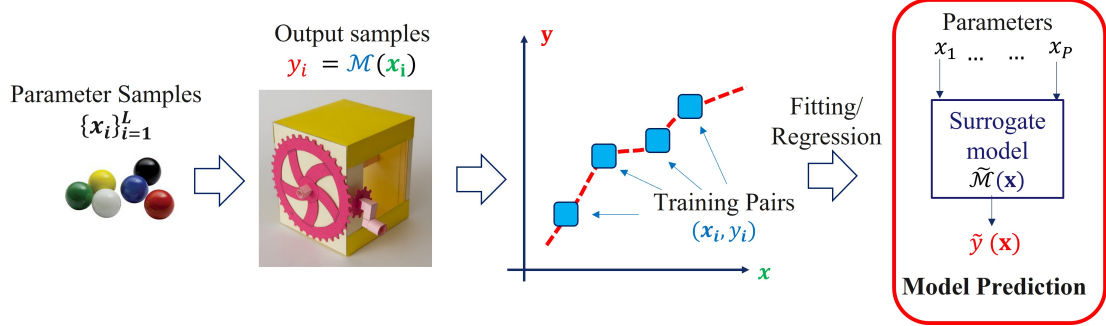 Parameter Samples
{𝒙ᵢ}ᴸᵢ₌₁
Output samples
yᵢ = ℳ(𝐱ᵢ)
y
x
Training Pairs
(𝒙ᵢ, yᵢ)
Fitting/
Regression
Parameters
x₁ ... ... x_P
Surrogate
model
ℳ̃(𝐱)
ỹ (𝐱)
Model Prediction